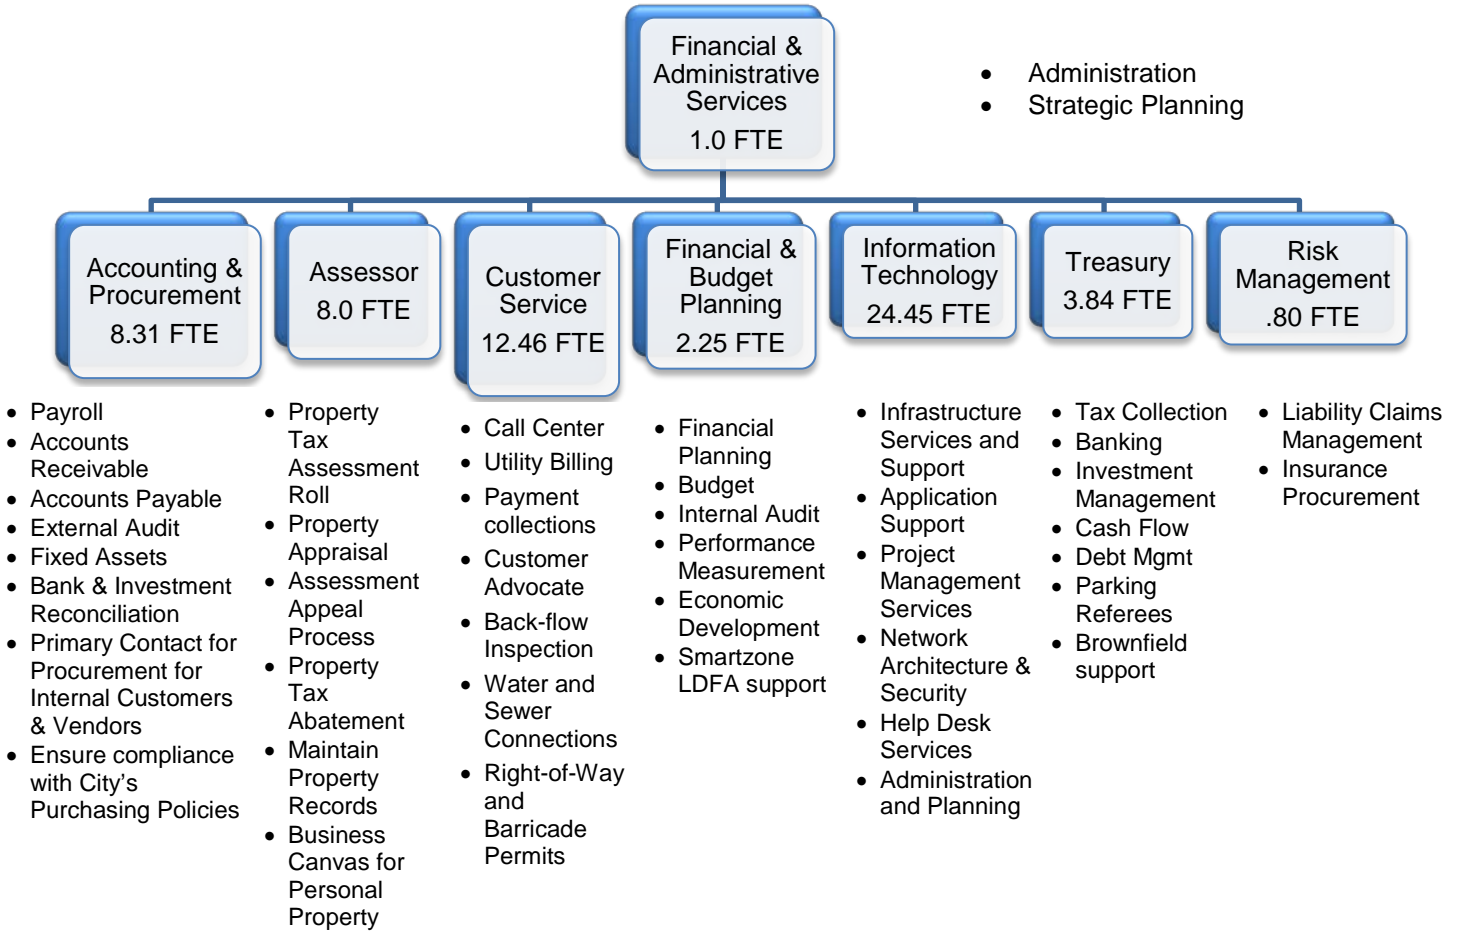 Financial &
Administrative
Services
1.0 FTE
• Administration
• Strategic Planning
Accounting &
Procurement
8.31 FTE
Assessor
8.0 FTE
Customer
Service
12.46 FTE
Financial &
Budget
Planning
2.25 FTE
Information
Technology
24.45 FTE
Treasury
3.84 FTE
Risk
Management
.80 FTE
• Payroll
• Accounts
Receivable
• Accounts Payable
• External Audit
• Fixed Assets
• Bank & Investment
Reconciliation
• Primary Contact for
Procurement for
Internal Customers
& Vendors
• Ensure compliance
with City’s
Purchasing Policies
• Property
Tax
Assessment
Roll
• Property
Appraisal
• Assessment
Appeal
Process
• Property
Tax
Abatement
• Maintain
Property
Records
• Business
Canvas for
Personal
Property
• Call Center
• Utility Billing
• Payment
collections
• Customer
Advocate
• Back-flow
Inspection
• Water and
Sewer
Connections
• Right-of-Way
and
Barricade
Permits
• Financial
Planning
• Budget
• Internal Audit
• Performance
Measurement
• Economic
Development
• Smartzone
LDFA support
• Infrastructure
Services and
Support
• Application
Support
• Project
Management
Services
• Network
Architecture &
Security
• Help Desk
Services
• Administration
and Planning
• Tax Collection
• Banking
• Investment
Management
• Cash Flow
• Debt Mgmt
• Parking
Referees
• Brownfield
support
• Liability Claims
Management
• Insurance
Procurement